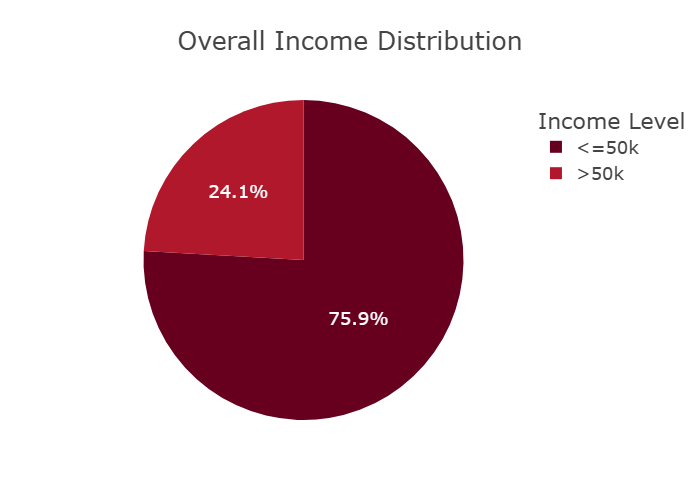 Overall Income Distribution
Income Level
<=50k
>50k
24.1%
75.9%